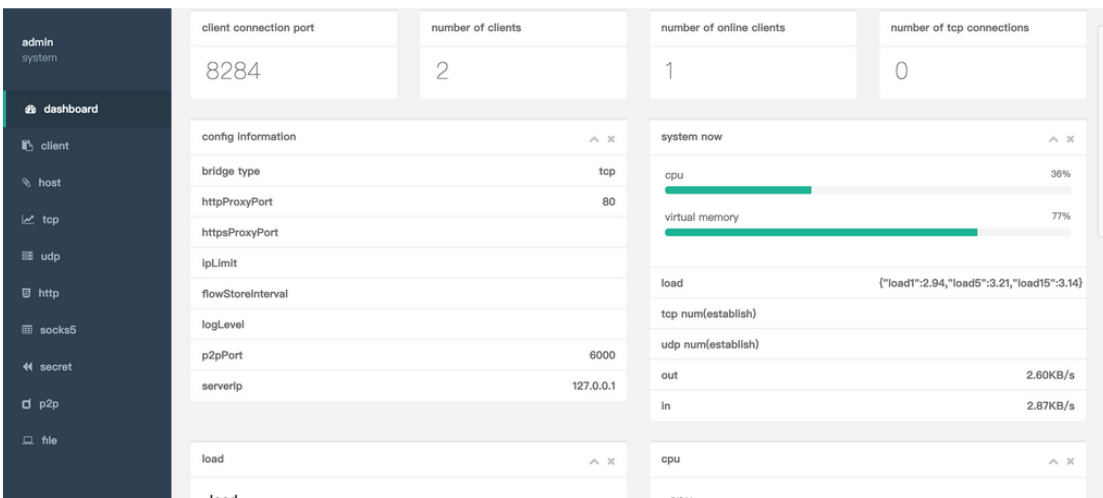 admin
system
dashboard
client
host
tcp
udp
http
socks5
secret
p2p
file
client connection port
8284
number of clients
2
number of online clients
1
number of tcp connections
0
config information
bridge type tcp
httpProxyPort 80
httpsProxyPort
ipLimit
flowStoreInterval
logLevel
p2pPort 6000
serverIp 127.0.0.1
system now
cpu 36%
virtual memory 77%
load {"load1":2.94,"load5":3.21,"load15":3.14}
tcp num(establish)
udp num(establish)
out 2.60KB/s
in 2.87KB/s
load
cpu